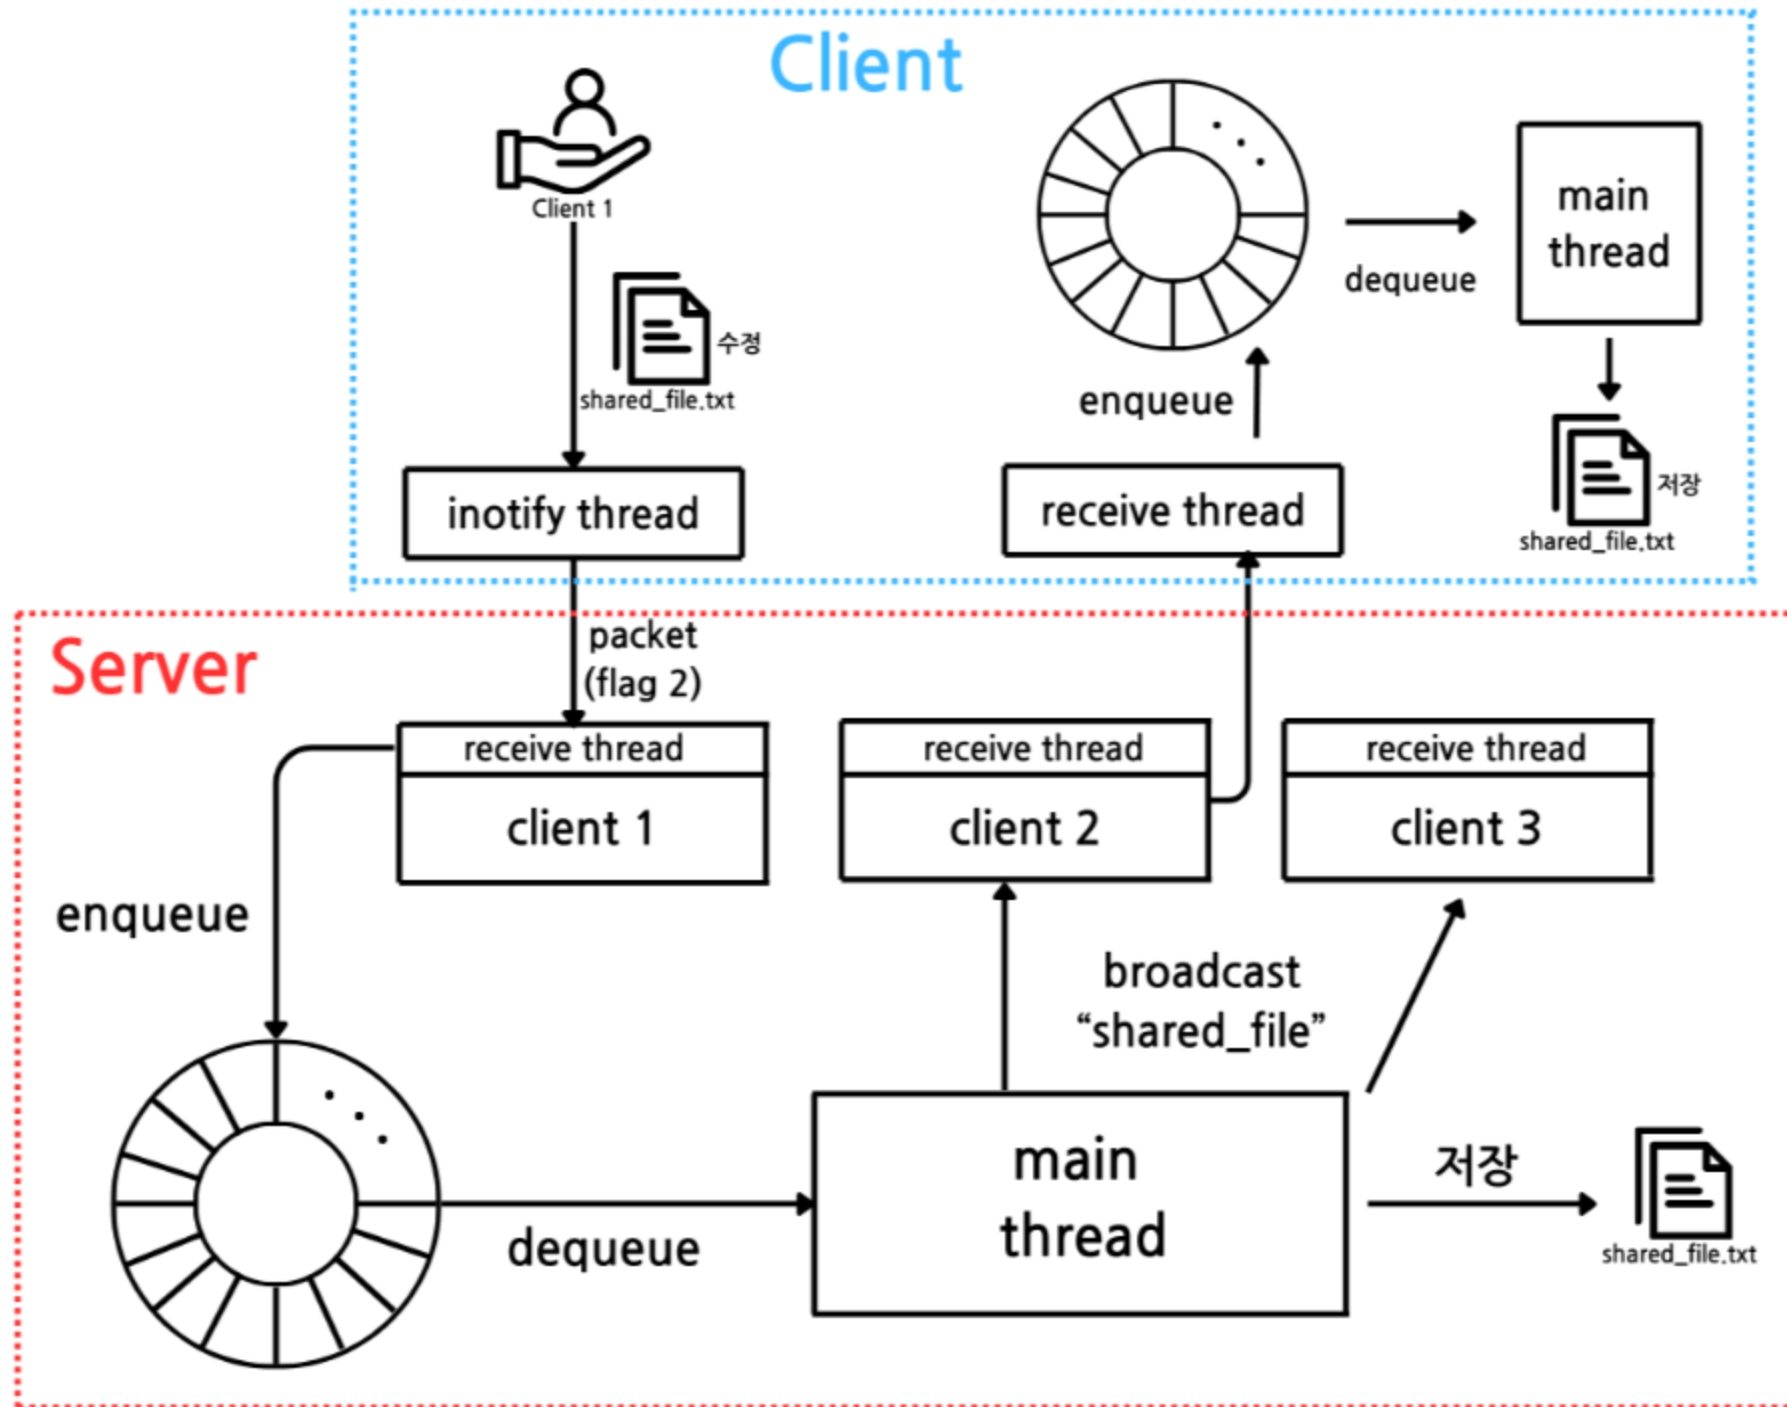 Client
Client 1
수정
shared_file.txt
inotify thread
enqueue
receive thread
dequeue
main
thread
저장
shared_file.txt
Server
packet
(flag 2)
receive thread
client 1
receive thread
client 2
receive thread
client 3
enqueue
broadcast
“shared_file”
dequeue
main
thread
저장
shared_file.txt